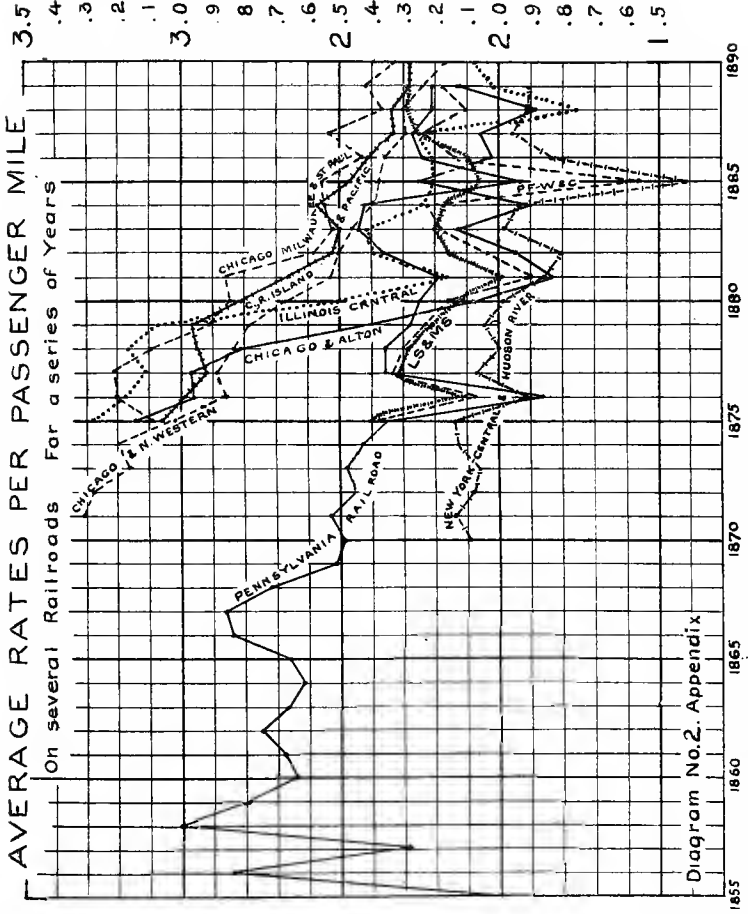 AVERAGE RATES PER PASSENGER MILE
On several Railroads For a series of Years
3.5
.4
.3
.2
.1
3.0
.9
.8
.7
.6
2.5
.4
.3
.2
.1
2.0
.9
.8
.7
.6
1.5
CHICAGO & N. WESTERN
CHICAGO MILWAUKEE & ST PAUL
C.R. ISLAND & PACIFIC
ILLINOIS CENTRAL
CHICAGO & ALTON
LS&MS
PENNSYLVANIA RAILROAD
NEW YORK CENTRAL & HUDSON RIVER
P.F.W&C
Diagram No.2. Appendix
1855
1860
1865
1870
1875
1880
1885
1890